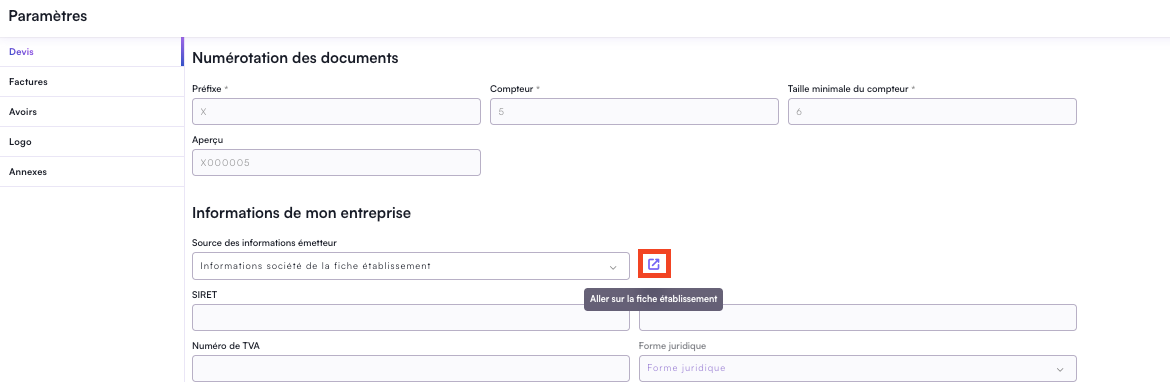 Paramètres
Devis
Factures
Avoirs
Logo
Annexes
Numérotation des documents
Préfixe *
Compteur *
Taille minimale du compteur *
X
5
6
Aperçu
X000005
Informations de mon entreprise
Source des informations émetteur
Informations société de la fiche établissement
Aller sur la fiche établissement
SIRET
Numéro de TVA
Forme juridique
Forme juridique